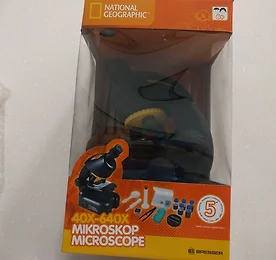 NATIONAL
GEOGRAPHIC
40X-640X
MIKROSKOP
MICROSCOPE
5
BRESSER